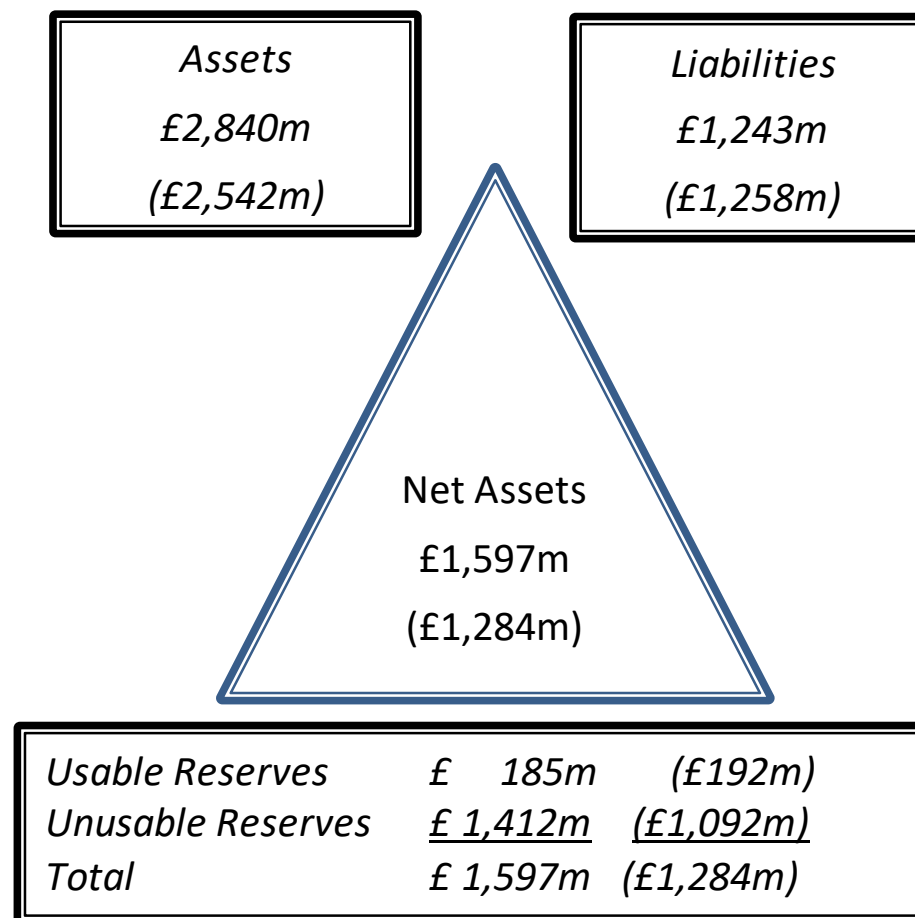 Assets
£2,840m
(£2,542m)
Liabilities
£1,243m
(£1,258m)
Net Assets
£1,597m
(£1,284m)
Usable Reserves £ 185m (£192m)
Unusable Reserves £ 1,412m (£1,092m)
Total £ 1,597m (£1,284m)